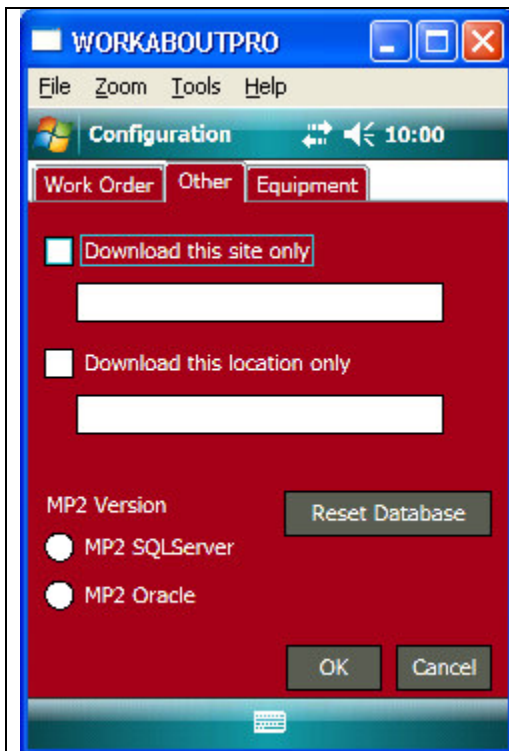 WORKABOUTPRO
File Zoom Tools Help
Configuration 10:00
Work Order Other Equipment
Download this site only
Download this location only
MP2 Version Reset Database
MP2 SQLServer
MP2 Oracle
OK Cancel